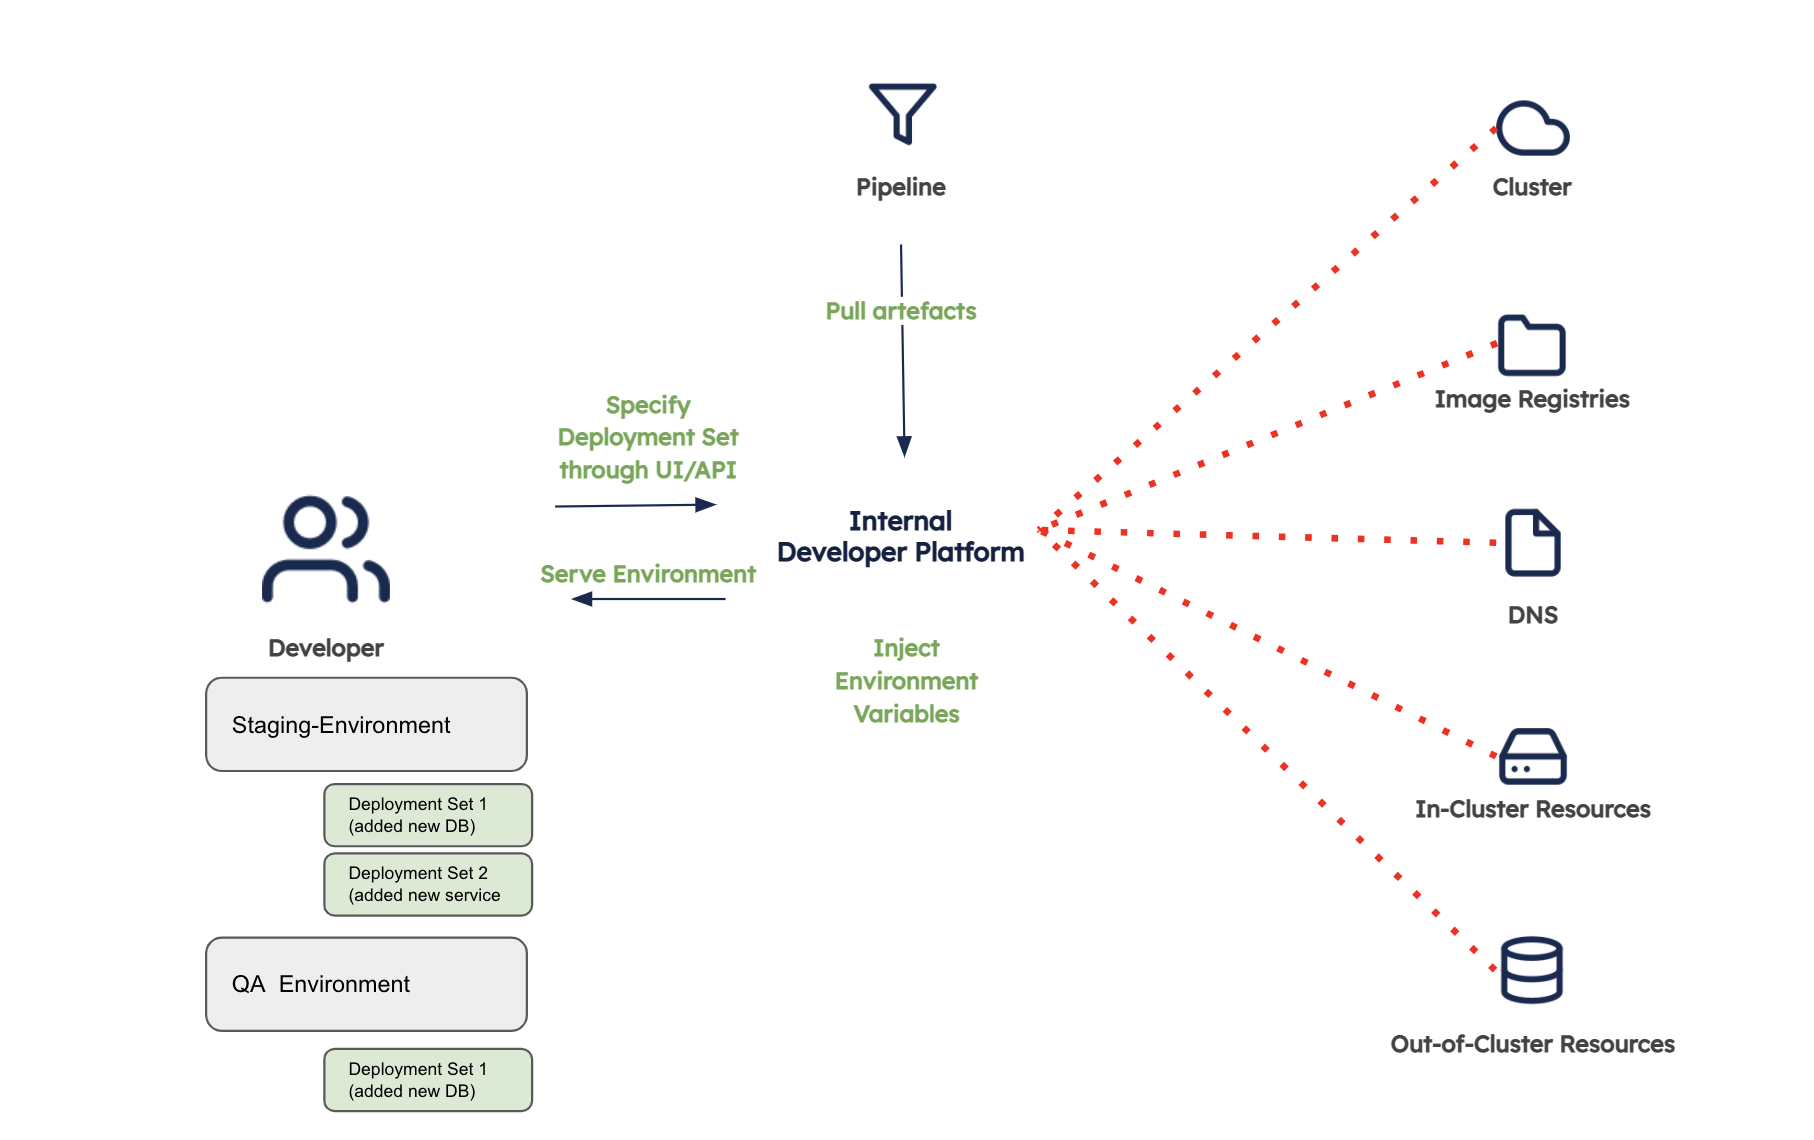 Pipeline
Pull artefacts
Specify
Deployment Set
through UI/API
Serve Environment
Internal
Developer Platform
Inject
Environment
Variables
Developer
Staging-Environment
Deployment Set 1
(added new DB)
Deployment Set 2
(added new service
QA  Environment
Deployment Set 1
(added new DB)
Cluster
Image Registries
DNS
In-Cluster Resources
Out-of-Cluster Resources